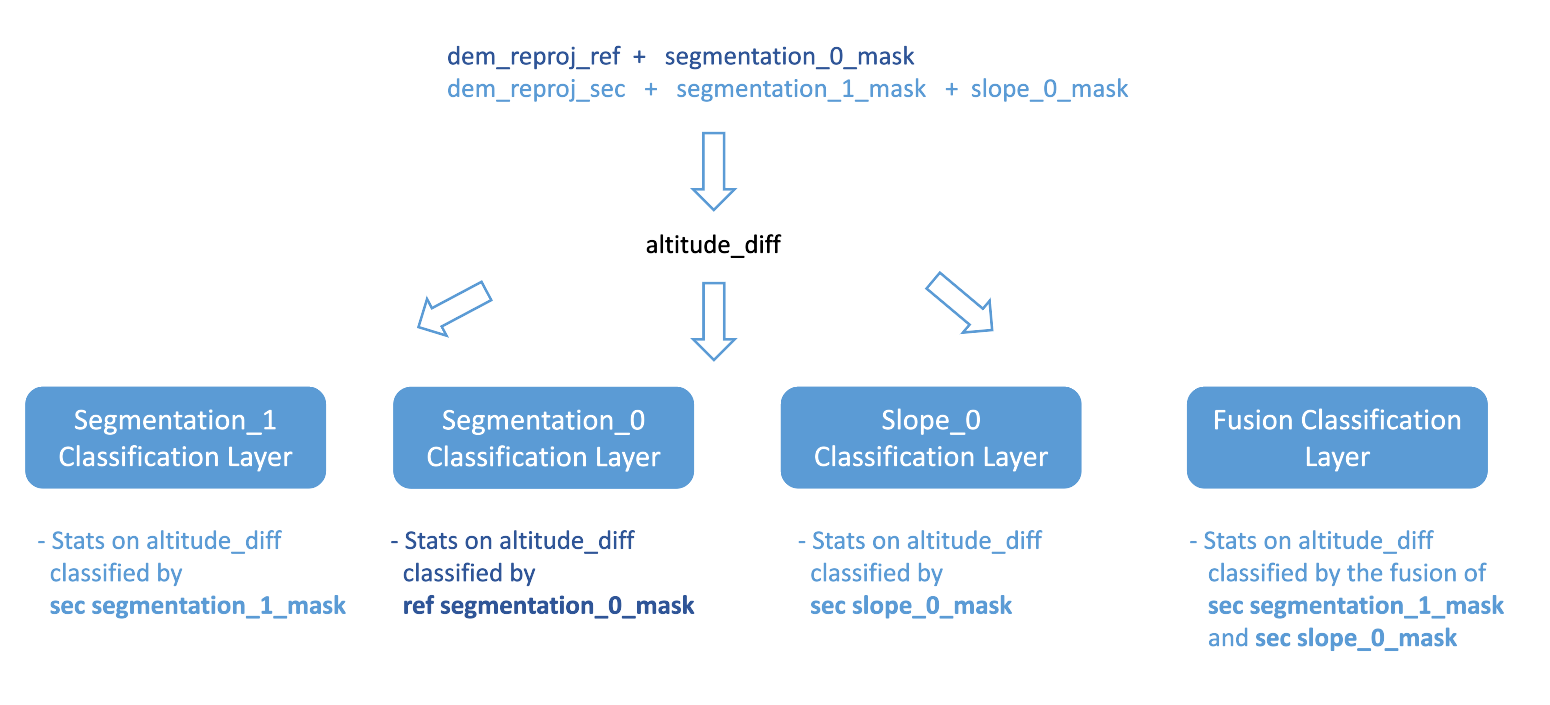 dem_reproj_ref + segmentation_0_mask
dem_reproj_sec + segmentation_1_mask + slope_0_mask
altitude_diff
Segmentation_1
Classification Layer
Segmentation_0
Classification Layer
Slope_0
Classification Layer
Fusion Classification
Layer
- Stats on altitude_diff
classified by
sec segmentation_1_mask
- Stats on altitude_diff
classified by
ref segmentation_0_mask
- Stats on altitude_diff
classified by
sec slope_0_mask
- Stats on altitude_diff
classified by the fusion of
sec segmentation_1_mask
and sec slope_0_mask